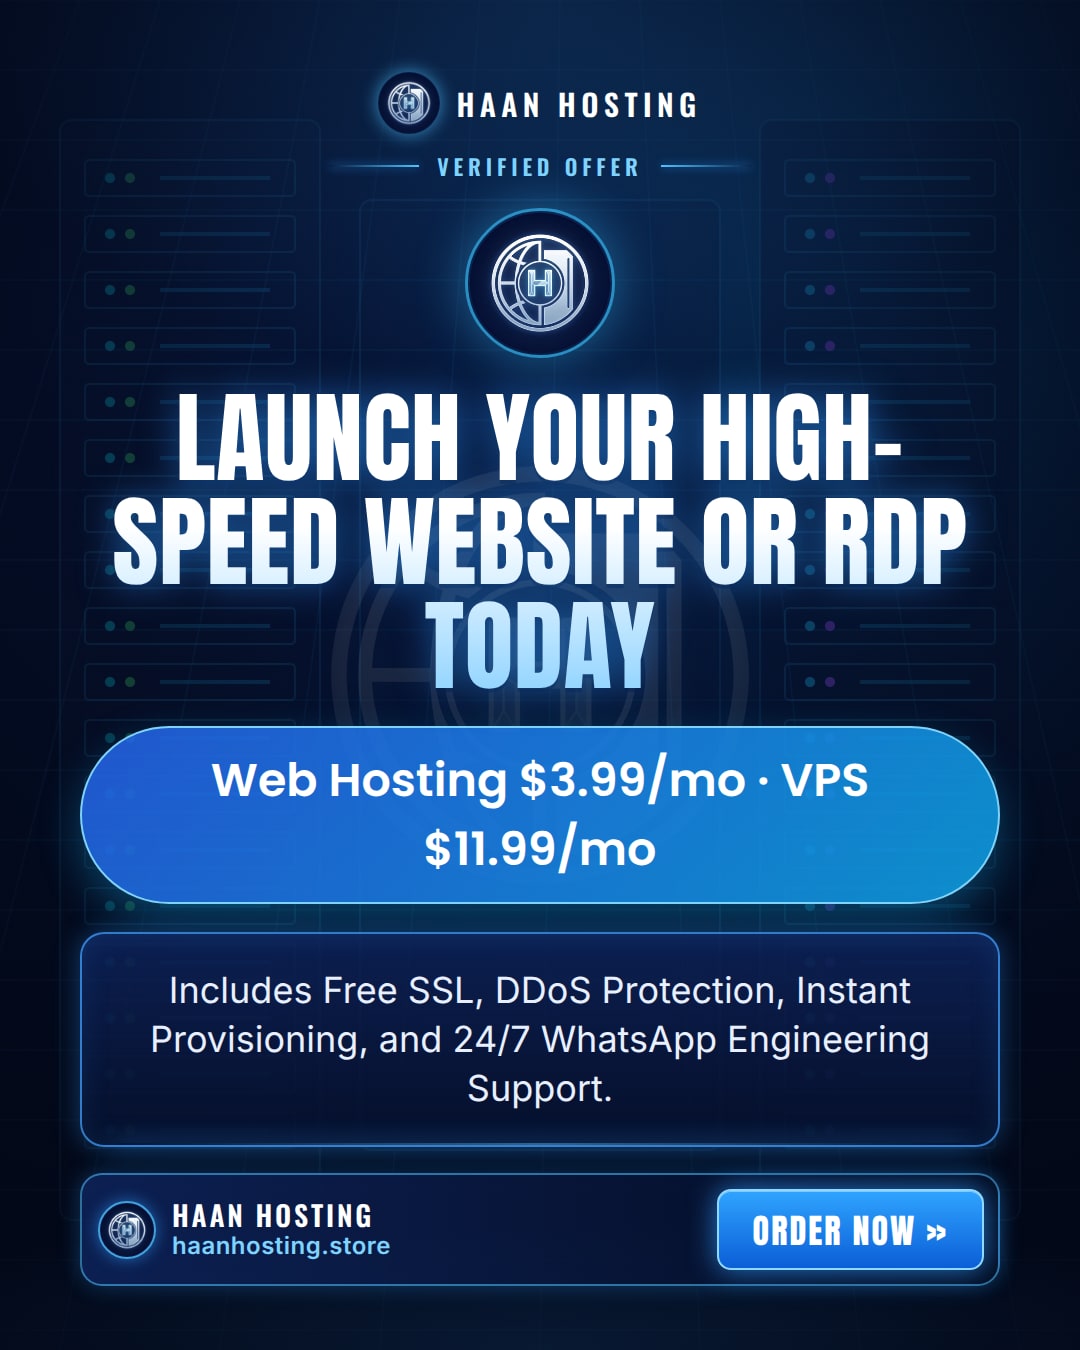 HAAN HOSTING
VERIFIED OFFER
H
LAUNCH YOUR HIGH-
SPEED WEBSITE OR RDP
TODAY
Web Hosting $3.99/mo · VPS
$11.99/mo
Includes Free SSL, DDoS Protection, Instant
Provisioning, and 24/7 WhatsApp Engineering
Support.
HAAN HOSTING
haanhosting.store
ORDER NOW »